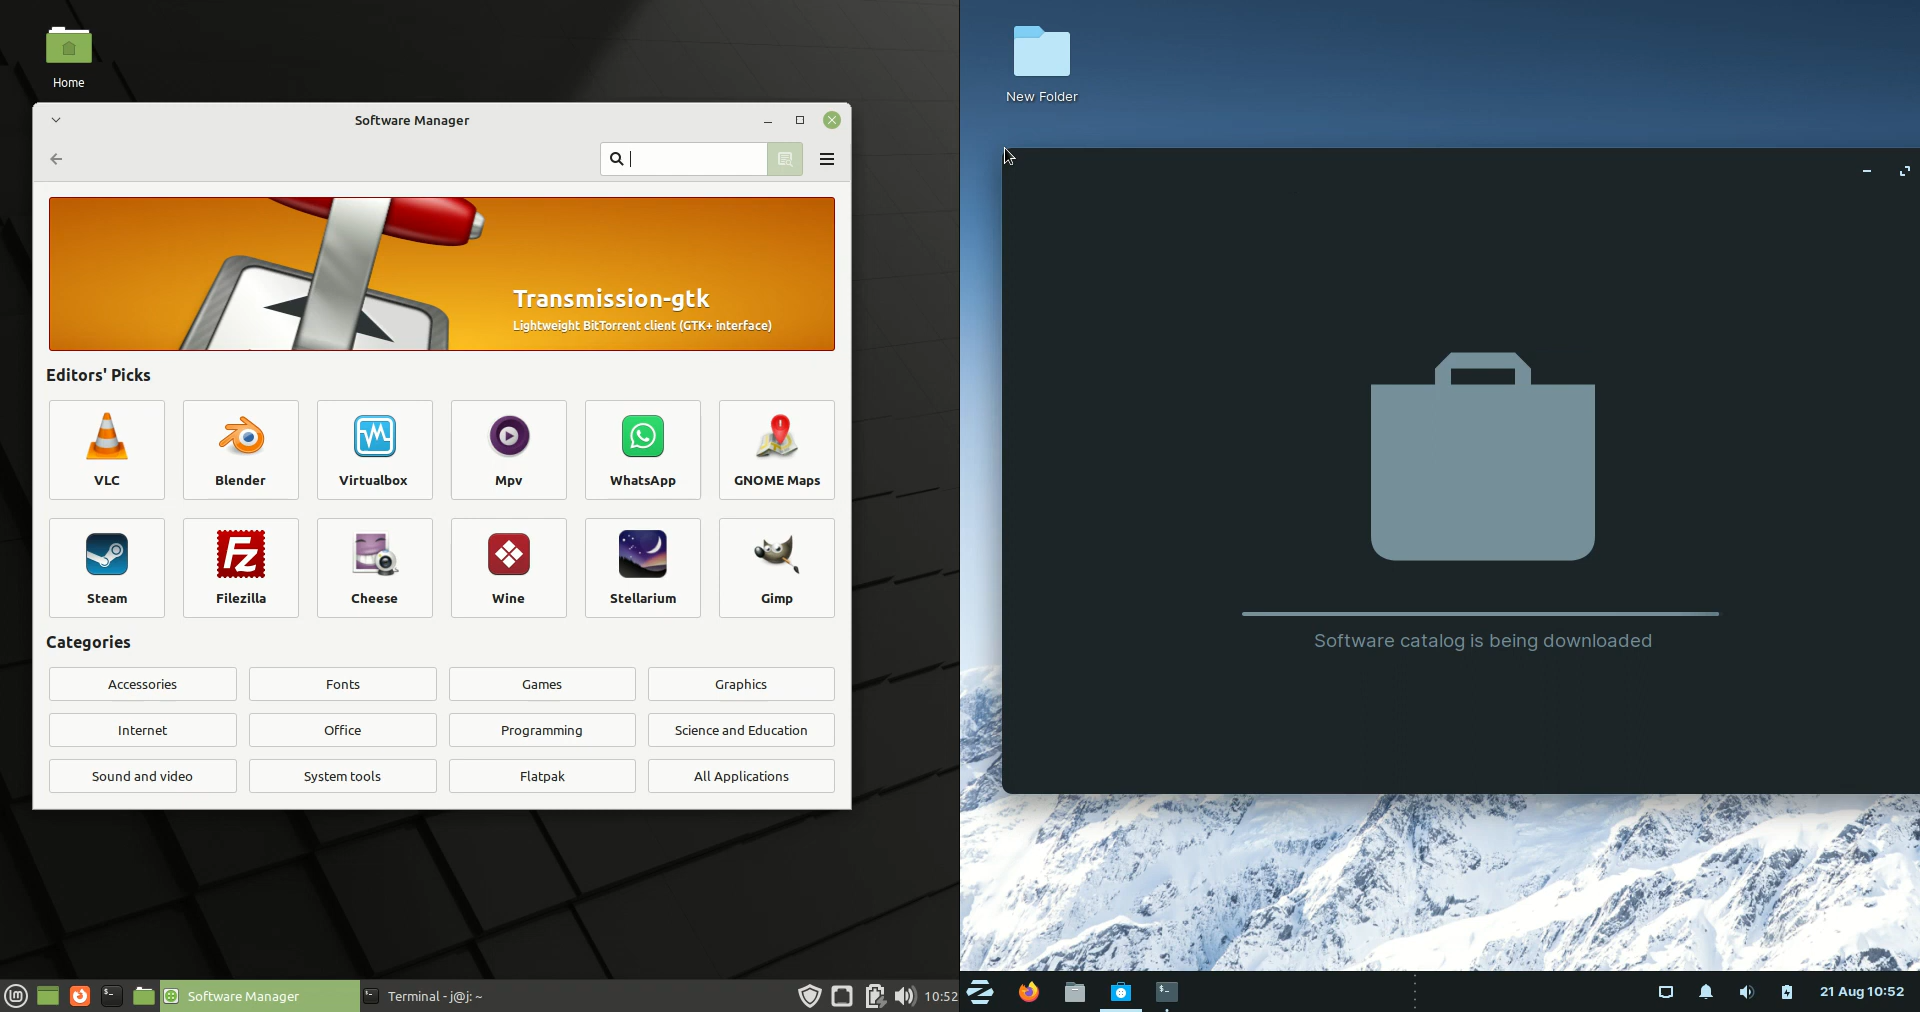 Home
Software Manager
Transmission-gtk
Lightweight BitTorrent client (GTK+ interface)
Editors' Picks
VLC
Blender
Virtualbox
Mpv
WhatsApp
GNOME Maps
Steam
Fz
Filezilla
Cheese
Wine
Stellarium
Gimp
Categories
Accessories
Fonts
Games
Graphics
Internet
Office
Programming
Science and Education
Sound and video
System tools
Flatpak
All Applications
Software Manager
Terminal - j@j: ~
10:52
New Folder
Software catalog is being downloaded
21 Aug 10:52